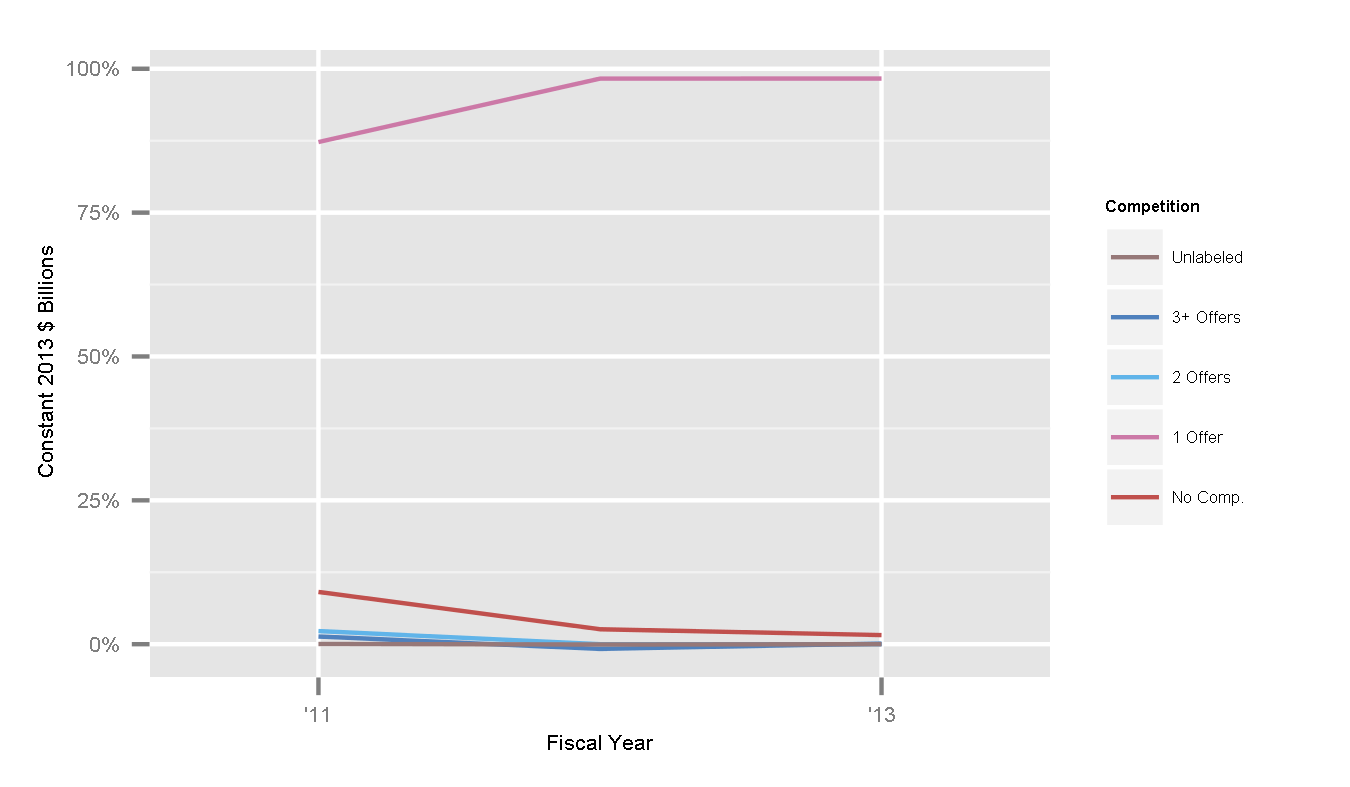 100%
75%
50%
25%
0%
Constant 2013 $ Billions
'11
'13
Fiscal Year
Competition
Unlabeled
3+ Offers
2 Offers
1 Offer
No Comp.